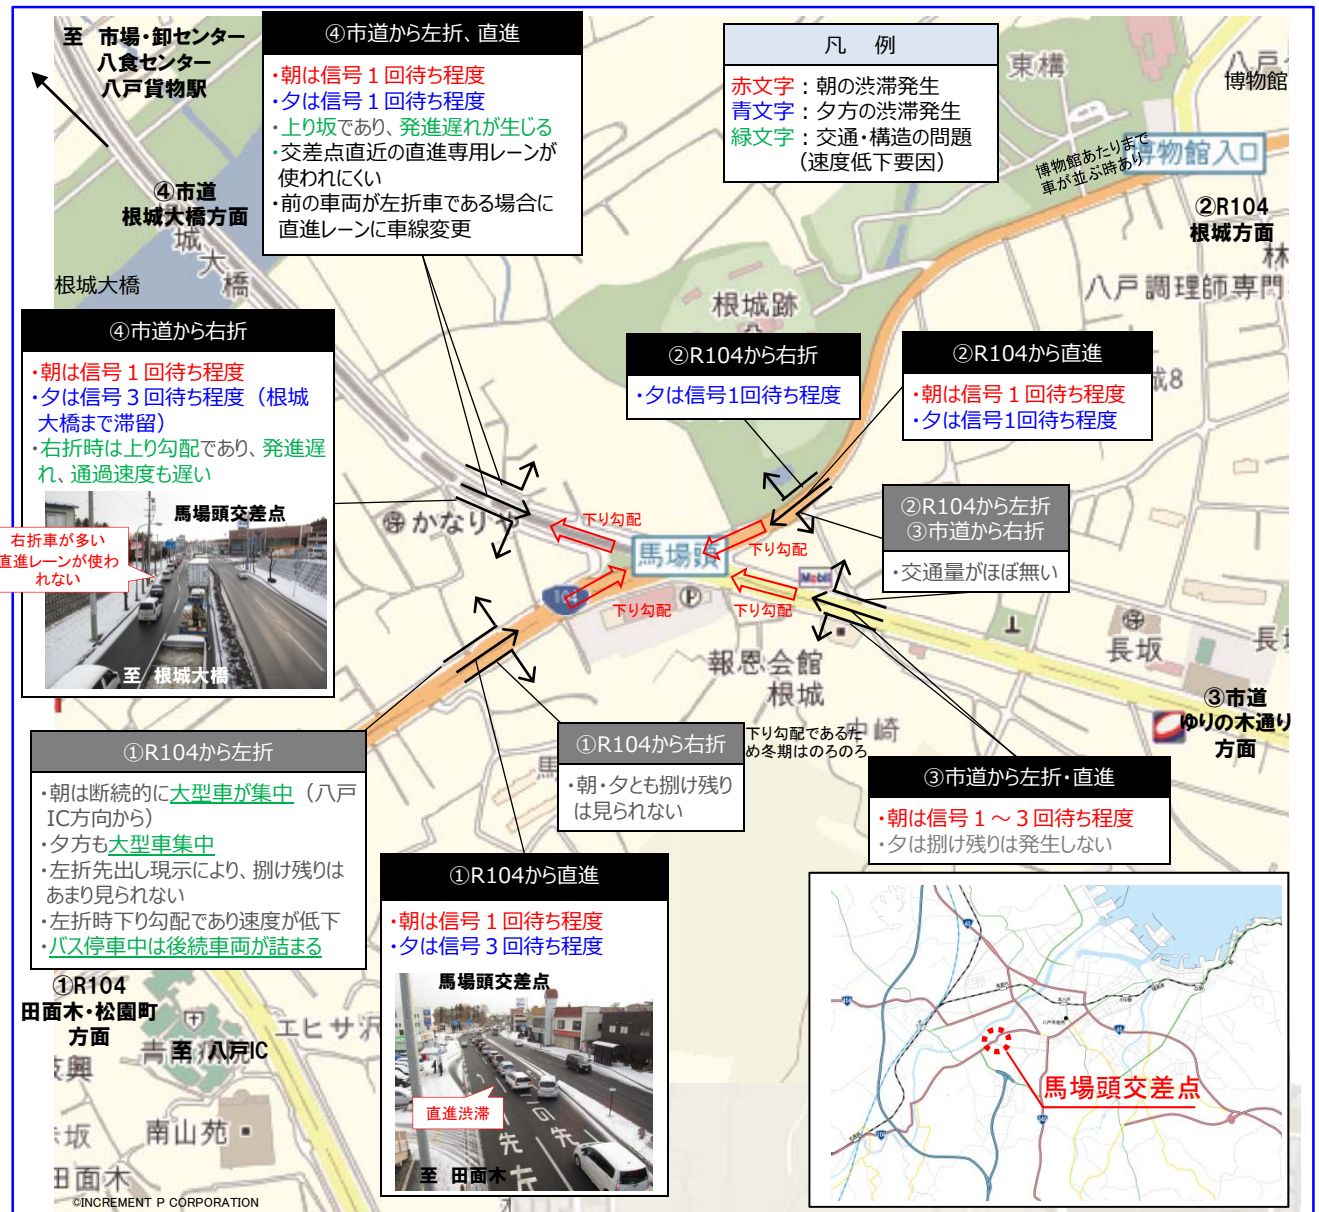 至 市場・卸センター
八食センター
八戸貨物駅
④市道
根城大橋方面
城
大
橋
根城大橋
④市道から左折、直進
・朝は信号１回待ち程度
・夕は信号１回待ち程度
・上り坂であり、発進遅れが生じる
・交差点直近の直進専用レーンが
使われにくい
・前の車両が左折車である場合に
直進レーンに車線変更
凡 例
赤文字：朝の渋滞発生
青文字：夕方の渋滞発生
緑文字：交通・構造の問題
（速度低下要因）
東構
八戸
博物館
博物館入口
博物館あたりまで
車が並ぶ時あり
②R104
根城方面
林
八戸調理師専門
根城跡
城8
④市道から右折
・朝は信号１回待ち程度
・夕は信号３回待ち程度（根城
大橋まで滞留）
・右折時は上り勾配であり、発進遅
れ、通過速度も遅い
馬場頭交差点
右折車が多い
直進レーンが使わ
れない
至 根城大橋
②R104から右折
・夕は信号1回待ち程度
②R104から直進
・朝は信号１回待ち程度
・夕は信号1回待ち程度
②R104から左折
③市道から右折
・交通量がほぼ無い
かなりや
下り勾配
馬場頭
下り勾配
Mobil
104
下り勾配
P
下り勾配
報恩会館
根城
長坂
長坂
中崎
③市道
ゆりの木通り
方面
下り勾配であるた
め冬期はのろのろ
①R104から左折
・朝は断続的に大型車が集中（八戸
IC方向から）
・夕方も大型車集中
・左折先出し現示により、捌け残りは
あまり見られない
・左折時下り勾配であり速度が低下
・バス停車中は後続車両が詰まる
①R104から右折
・朝・夕とも捌け残り
は見られない
馬
③市道から左折・直進
・朝は信号１～３回待ち程度
・夕は捌け残りは発生しない
①R104から直進
・朝は信号１回待ち程度
・夕は信号３回待ち程度
馬場頭交差点
直進渋滞
先
先
至 田面木
①R104
田面木・松園町
方面
至 八戸IC
エヒサ沢
興
坂
南山苑
田面木
©INCREMENT P CORPORATION
馬場頭交差点